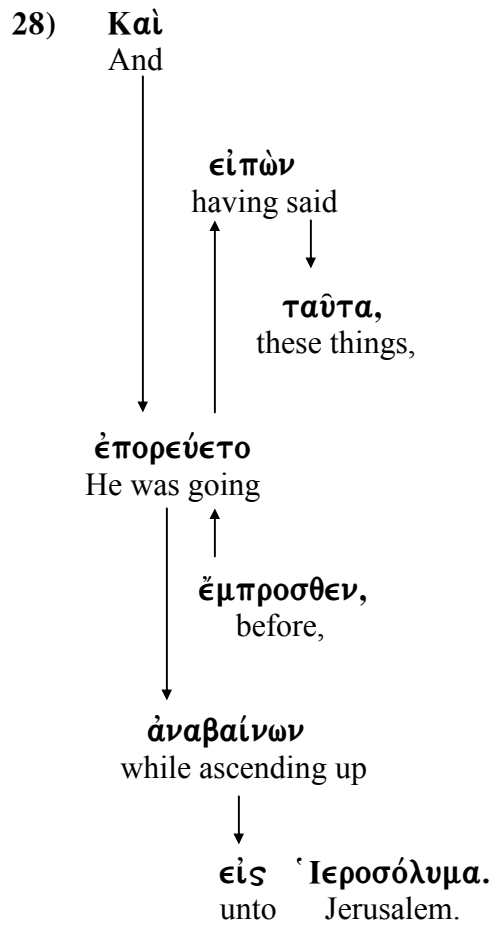 28) Καὶ
And
εἰπὼν
having said
ταῦτα,
these things,
ἐπορεύετο
He was going
ἔμπροσθεν,
before,
ἀναβαίνων
while ascending up
εἰς Ἱεροσόλυμα.
unto Jerusalem.